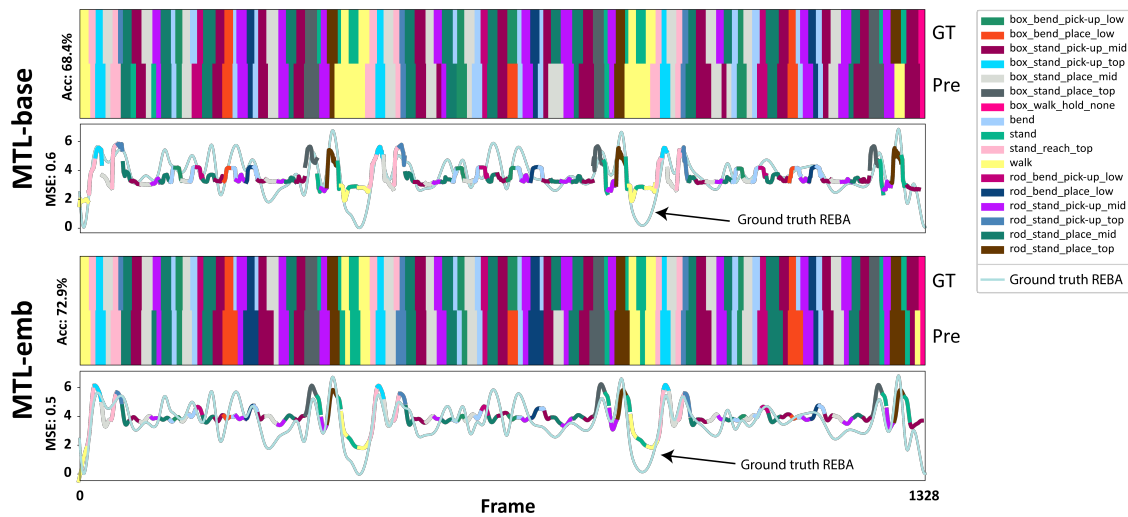 MTL-base
Acc: 68.4%
GT
Pre
MSE: 0.6
6
4
2
0
Ground truth REBA
MTL-emb
Acc: 72.9%
GT
Pre
MSE: 0.5
6
4
2
0
Ground truth REBA
0
Frame
1328
box_bend_pick-up_low
box_bend_place_low
box_stand_pick-up_mid
box_stand_pick-up_top
box_stand_place_mid
box_stand_place_top
box_walk_hold_none
bend
stand
stand_reach_top
walk
rod_bend_pick-up_low
rod_bend_place_low
rod_stand_pick-up_mid
rod_stand_pick-up_top
rod_stand_place_mid
rod_stand_place_top
Ground truth REBA